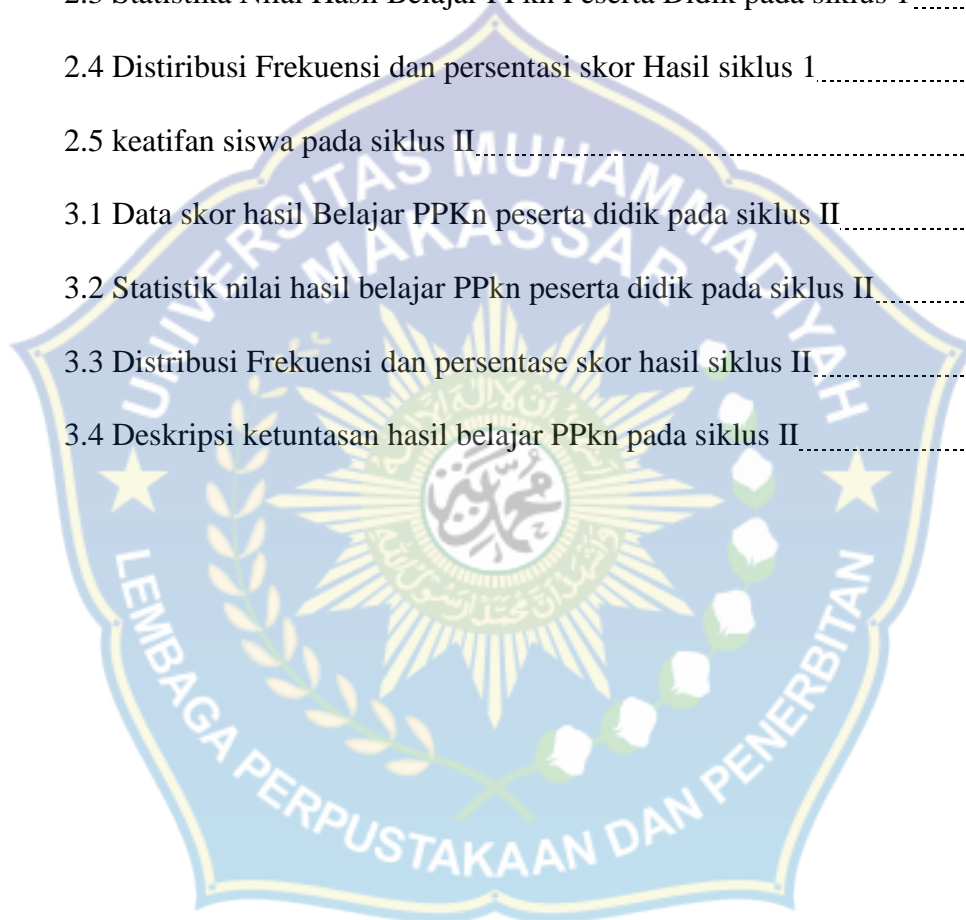 2.3 Statistika Nilai Hasil Belajar PPkn Peserta Didik pada siklus 1
2.4 Distiribusi Frekuensi dan persentasi skor Hasil siklus 1
2.5 keatifan siswa pada siklus II
3.1 Data skor hasil Belajar PPKn peserta didik pada siklus II
3.2 Statistik nilai hasil belajar PPkn peserta didik pada siklus II
3.3 Distribusi Frekuensi dan persentase skor hasil siklus II
3.4 Deskripsi ketuntasan hasil belajar PPkn pada siklus II
UNIVERSITAS MUHAMMADIYAH
MAKASSAR
LEMBAGA PERPUSTAKAAN DAN PENERBITAN